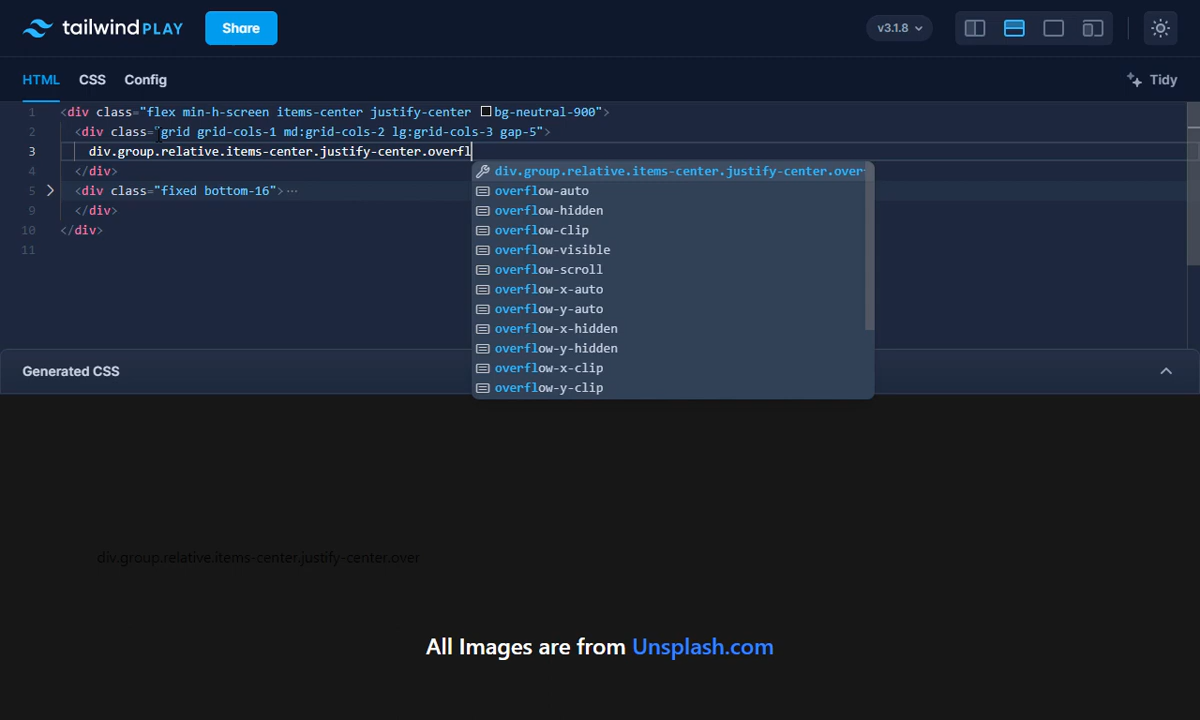 tailwind PLAY Share v3.1.8
HTML CSS Config Tidy
1 <div class="flex min-h-screen items-center justify-center bg-neutral-900">
2 <div class="grid grid-cols-1 md:grid-cols-2 lg:grid-cols-3 gap-5">
3 div.group.relative.items-center.justify-center.overfl
4 </div>
div.group.relative.items-center.justify-center.over
5 <div class="fixed bottom-16"> ···
overflow-auto
9 </div>
overflow-hidden
10 </div>
overflow-clip
11
overflow-visible
overflow-scroll
overflow-x-auto
overflow-y-auto
overflow-x-hidden
overflow-y-hidden
overflow-x-clip
overflow-y-clip
Generated CSS
div.group.relative.items-center.justify-center.over
All Images are from Unsplash.com